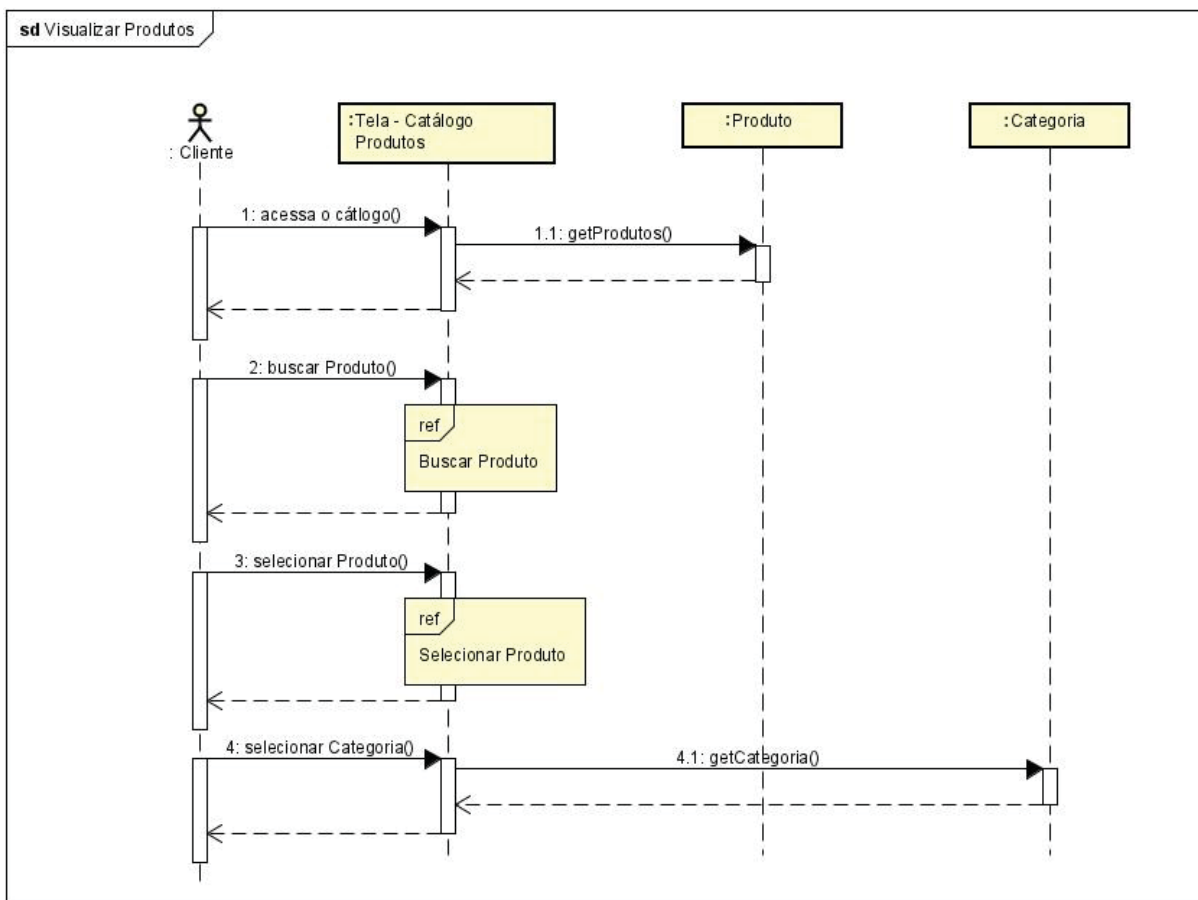 sd Visualizar Produtos
: Cliente
:Tela - Catálogo
Produtos
:Produto
:Categoria
1: acessa o cátlogo()
1.1: getProdutos()
2: buscar Produto()
ref
Buscar Produto
3: selecionar Produto()
ref
Selecionar Produto
4: selecionar Categoria()
4.1: getCategoria()